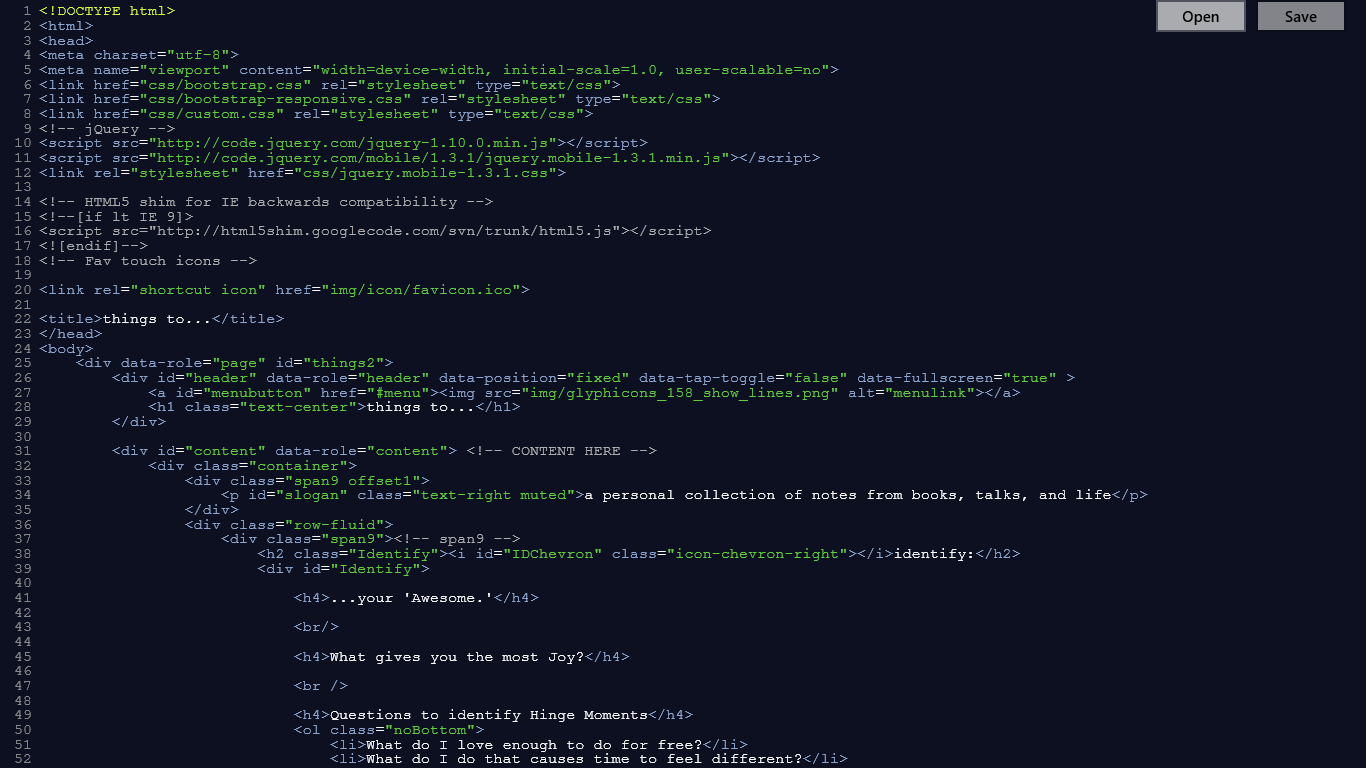 Open Save
1 <!DOCTYPE html>
2 <html>
3 <head>
4 <meta charset="utf-8">
5 <meta name="viewport" content="width=device-width, initial-scale=1.0, user-scalable=no">
6 <link href="css/bootstrap.css" rel="stylesheet" type="text/css">
7 <link href="css/bootstrap-responsive.css" rel="stylesheet" type="text/css">
8 <link href="css/custom.css" rel="stylesheet" type="text/css">
9 <!-- jQuery -->
10 <script src="http://code.jquery.com/jquery-1.10.0.min.js"></script>
11 <script src="http://code.jquery.com/mobile/1.3.1/jquery.mobile-1.3.1.min.js"></script>
12 <link rel="stylesheet" href="css/jquery.mobile-1.3.1.css">
13
14 <!-- HTML5 shim for IE backwards compatibility -->
15 <!--[if lt IE 9]>
16 <script src="http://html5shim.googlecode.com/svn/trunk/html5.js"></script>
17 <![endif]-->
18 <!-- Fav touch icons -->
19
20 <link rel="shortcut icon" href="img/icon/favicon.ico">
21
22 <title>things to...</title>
23 </head>
24 <body>
25     <div data-role="page" id="things2">
26         <div id="header" data-role="header" data-position="fixed" data-tap-toggle="false" data-fullscreen="true" >
27             <a id="menubutton" href="#menu"><img src="img/glyphicons_158_show_lines.png" alt="menulink"></a>
28             <h1 class="text-center">things to...</h1>
29         </div>
30
31         <div id="content" data-role="content"> <!-- CONTENT HERE -->
32             <div class="container">
33                 <div class="span9 offset1">
34                     <p id="slogan" class="text-right muted">a personal collection of notes from books, talks, and life</p>
35                 </div>
36                 <div class="row-fluid">
37                     <div class="span9"><!-- span9 -->
38                         <h2 class="Identify"><i id="IDChevron" class="icon-chevron-right"></i>identify:</h2>
39                         <div id="Identify">
40
41                             <h4>...your 'Awesome.'</h4>
42
43                             <br/>
44
45                             <h4>What gives you the most Joy?</h4>
46
47                             <br />
48
49                             <h4>Questions to identify Hinge Moments</h4>
50                             <ol class="noBottom">
51                                 <li>What do I love enough to do for free?</li>
52                                 <li>What do I do that causes time to feel different?</li>